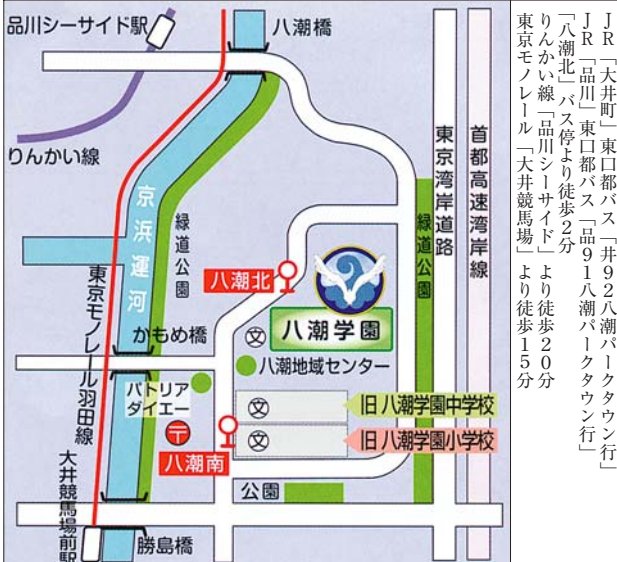 品川シーサイド駅
八潮橋
りんかい線
京浜運河
緑道公園
東京湾岸道路
首都高速湾岸線
緑道公園
八潮北
八潮学園
文
東京モノレール羽田線
かもめ橋
八潮地域センター
パトリア
ダイエー
文
旧 八潮学園中学校
〒
文
旧 八潮学園小学校
八潮南
公園
大井競馬場前駅
勝島橋
JR「大井町」東口都バス「井92八潮パークタウン行」
JR「品川」東口都バス「品91八潮パークタウン行」
「八潮北」バス停より徒歩2分
りんかい線「品川シーサイド」より徒歩20分
東京モノレール「大井競馬場」より徒歩15分